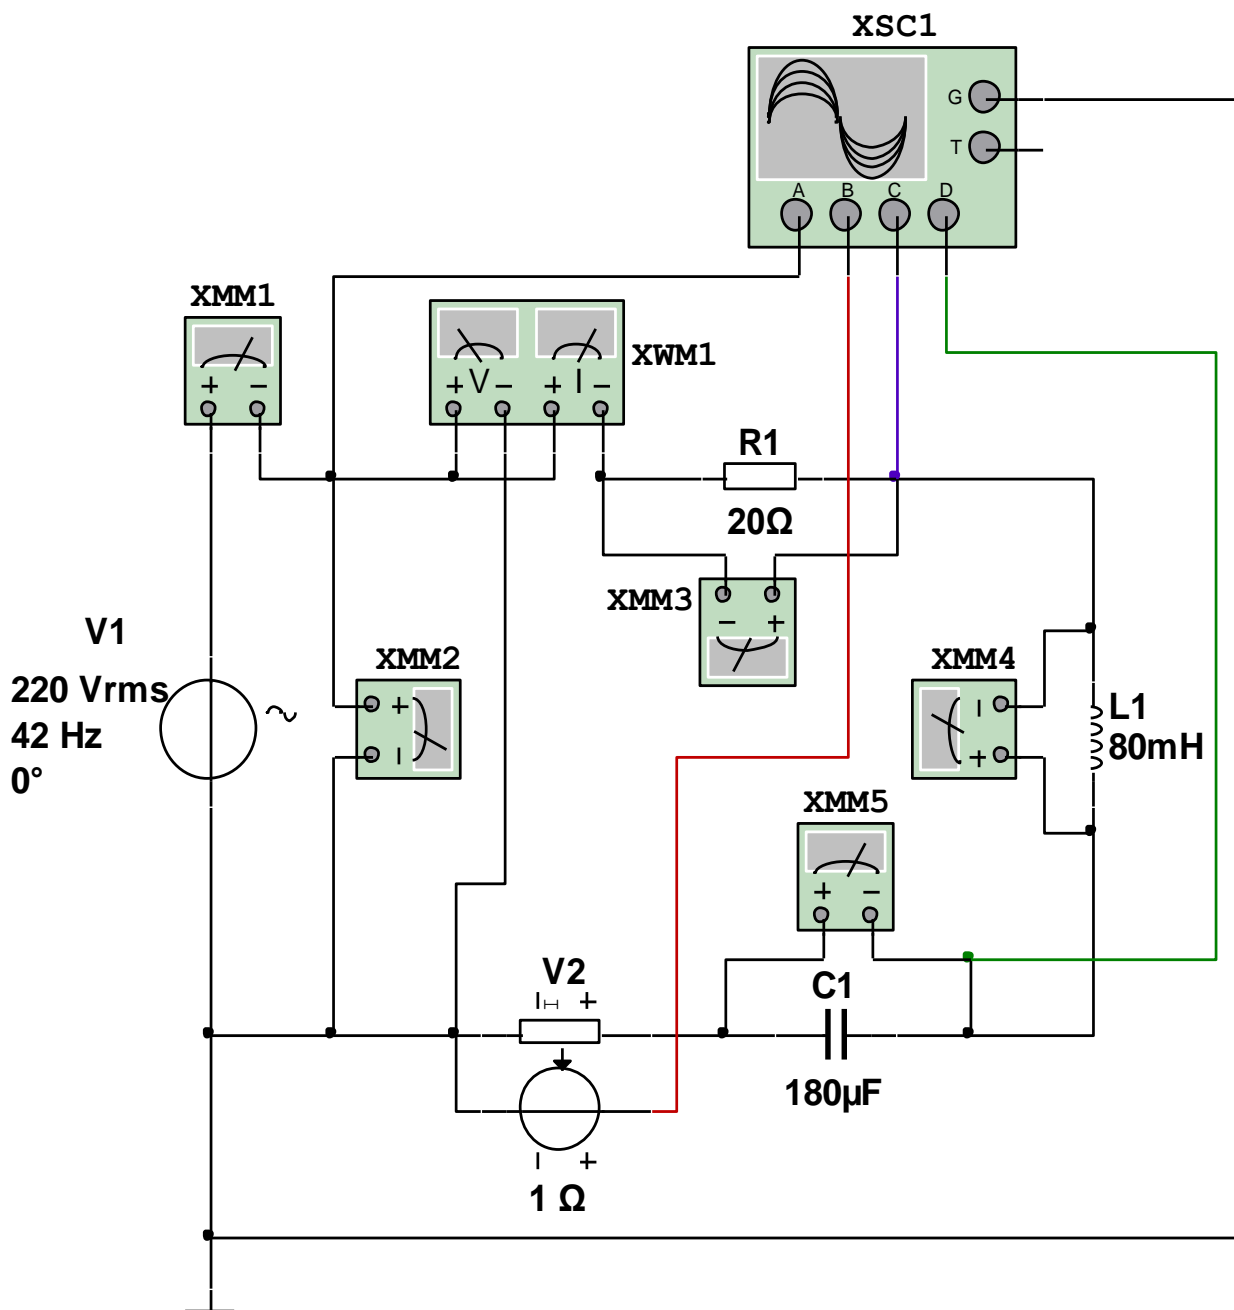 XSC1
G
T
A B C D
XMM1
+ −
XWM1
+ V − + I −
R1
20Ω
XMM3
− +
V1
220 Vrms
42 Hz
0°
XMM2
+
−
XMM4
−
+
L1
80mH
XMM5
+ −
V2
− +
C1
180µF
− +
1 Ω